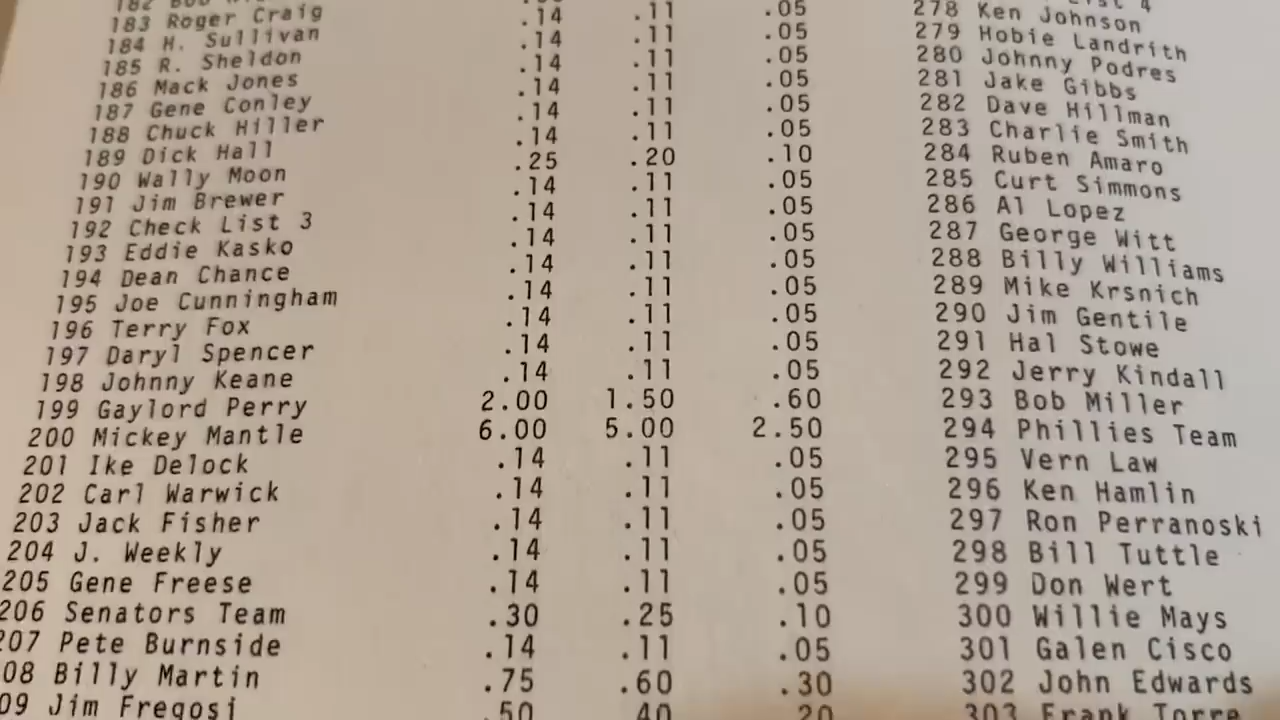 183 Roger Craig
184 H. Sullivan .14 .11 .05 278 Ken Johnson
185 R. Sheldon .14 .11 .05 279 Hobie Landrith
186 Mack Jones .14 .11 .05 280 Johnny Podres
187 Gene Conley .14 .11 .05 281 Jake Gibbs
188 Chuck Hiller .14 .11 .05 282 Dave Hillman
189 Dick Hall .14 .11 .05 283 Charlie Smith
190 Wally Moon .25 .20 .10 284 Ruben Amaro
191 Jim Brewer .14 .11 .05 285 Curt Simmons
192 Check List 3 .14 .11 .05 286 Al Lopez
193 Eddie Kasko .14 .11 .05 287 George Witt
194 Dean Chance .14 .11 .05 288 Billy Williams
195 Joe Cunningham .14 .11 .05 289 Mike Krsnich
196 Terry Fox .14 .11 .05 290 Jim Gentile
197 Daryl Spencer .14 .11 .05 291 Hal Stowe
198 Johnny Keane .14 .11 .05 292 Jerry Kindall
199 Gaylord Perry 2.00 1.50 .60 293 Bob Miller
200 Mickey Mantle 6.00 5.00 2.50 294 Phillies Team
201 Ike Delock .14 .11 .05 295 Vern Law
202 Carl Warwick .14 .11 .05 296 Ken Hamlin
203 Jack Fisher .14 .11 .05 297 Ron Perranoski
204 J. Weekly .14 .11 .05 298 Bill Tuttle
205 Gene Freese .14 .11 .05 299 Don Wert
206 Senators Team .30 .25 .10 300 Willie Mays
207 Pete Burnside .14 .11 .05 301 Galen Cisco
08 Billy Martin .75 .60 .30 302 John Edwards
09 Jim Fregosi .50 .40 .20 303 Frank Torre